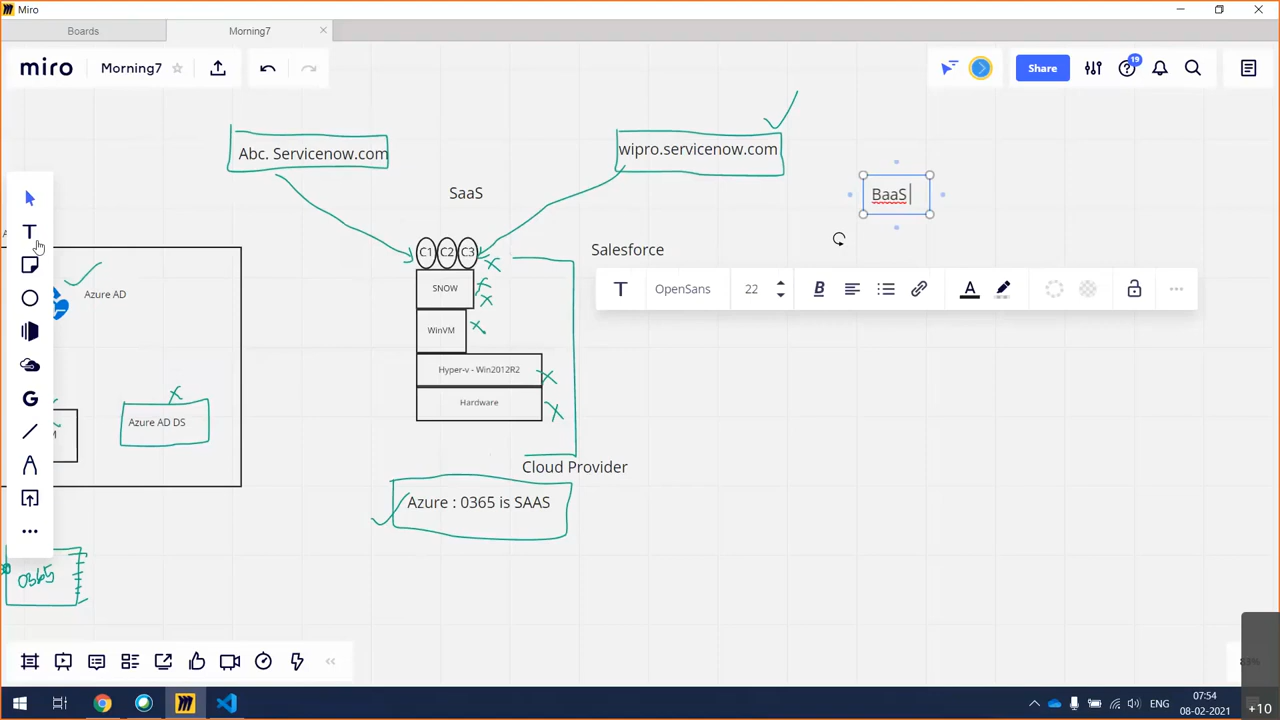 Miro
Boards
Morning7
miro
Morning7
19
Share
Abc. Servicenow.com
wipro.servicenow.com
SaaS
BaaS
Salesforce
C1 C2 C3
SNOW
OpenSans
22
B
A
Azure AD
WinVM
Hyper-v - Win2012R2
Hardware
Azure AD DS
Cloud Provider
Azure : 0365 is SAAS
0365
ENG
07:54
08-02-2021
+10